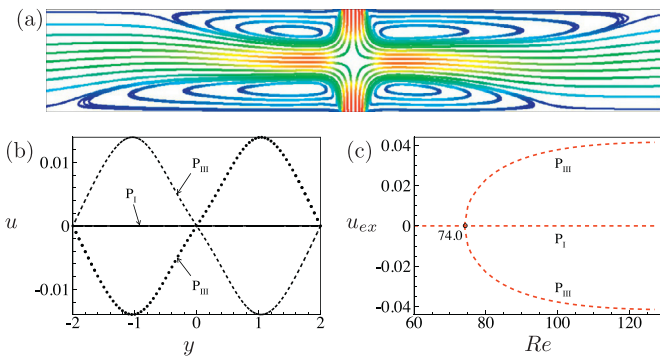 (a)
(b)
u
0.01
0
-0.01
P_III
P_I
P_III
-2 -1 0 1 2
y
(c)
u_ex
0.04
0.02
0
-0.02
-0.04
P_III
74.0
P_I
P_III
60 80 100 120
Re